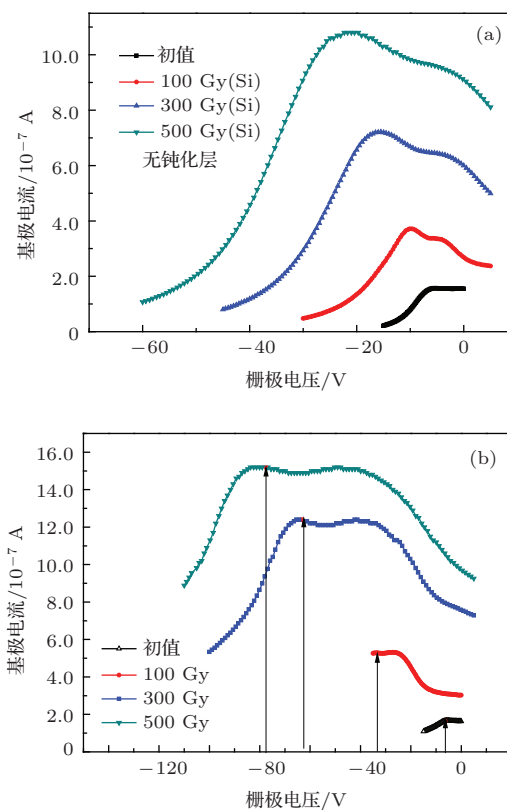 (a)
10.0
8.0
6.0
4.0
2.0
0
基极电流/10⁻⁷ A
初值
100 Gy(Si)
300 Gy(Si)
500 Gy(Si)
无钝化层
−60 −40 −20 0
栅极电压/V
(b)
16.0
14.0
12.0
10.0
8.0
6.0
4.0
2.0
0
基极电流/10⁻⁷ A
初值
100 Gy
300 Gy
500 Gy
−120 −80 −40 0
栅极电压/V